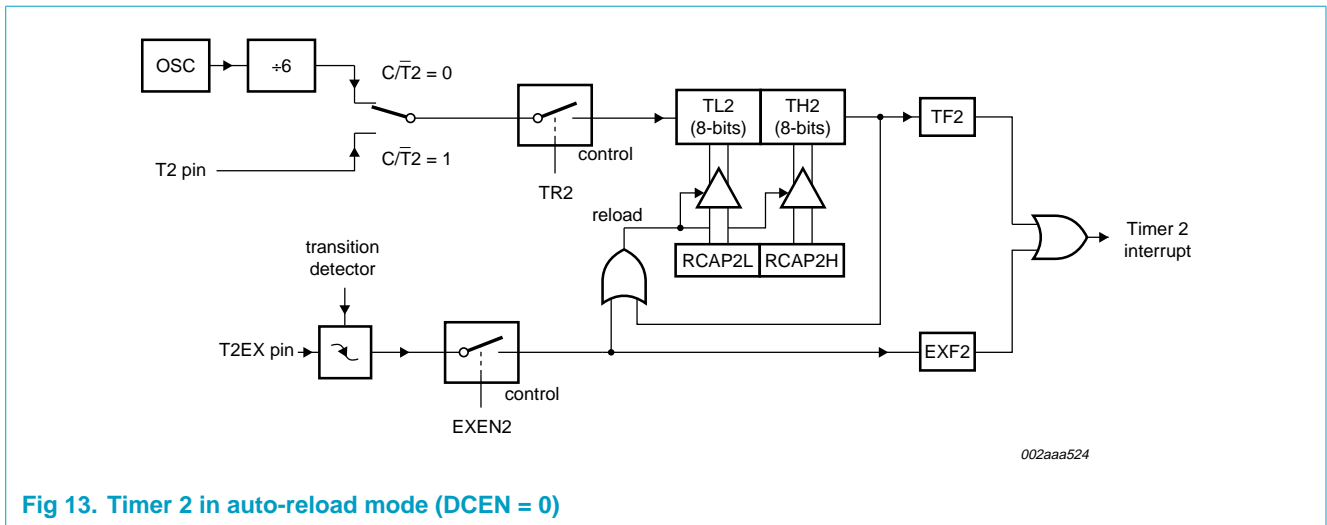 OSC
÷6
C/T̅2 = 0
C/T̅2 = 1
T2 pin
control
TR2
TL2
(8-bits)
TH2
(8-bits)
TF2
reload
RCAP2L
RCAP2H
Timer 2
interrupt
transition
detector
T2EX pin
control
EXEN2
EXF2
002aaa524
Fig 13. Timer 2 in auto-reload mode (DCEN = 0)